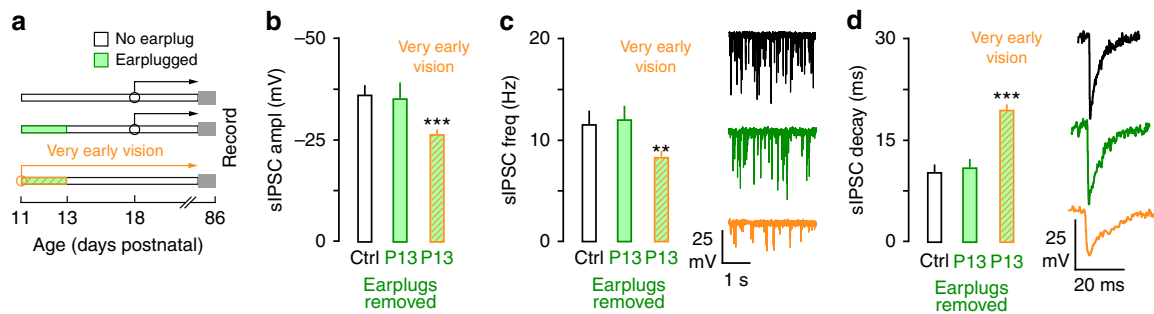 a
No earplug
Earplugged
Very early vision
Record
11 13 18 86
Age (days postnatal)
b
sIPSC ampl (mV)
–50
–25
0
Very early
vision
***
Ctrl P13 P13
Earplugs
removed
c
sIPSC freq (Hz)
20
10
0
Very early
vision
**
Ctrl P13 P13
Earplugs
removed
25
mV
1 s
d
sIPSC decay (ms)
30
15
0
Very early
vision
***
Ctrl P13 P13
Earplugs
removed
25
mV
20 ms